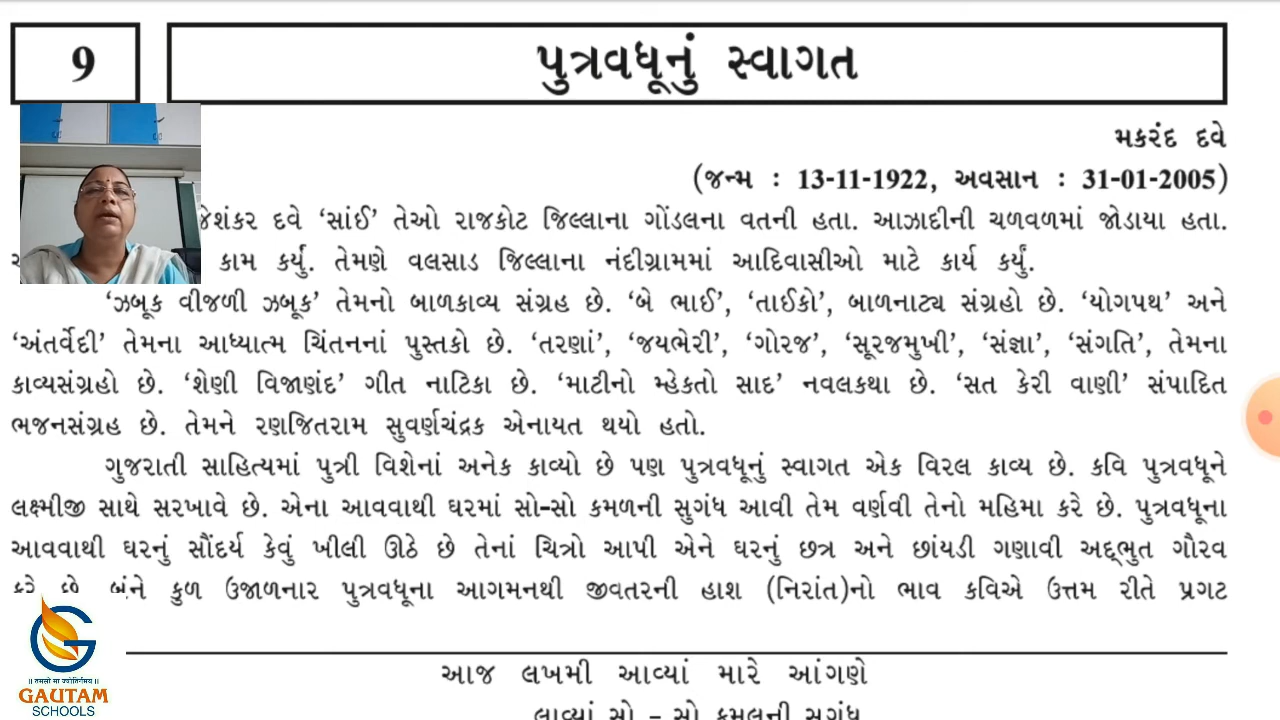 9
પુત્રવધૂનું સ્વાગત
મકરંદ દવે
(જન્મ : 13-11-1922, અવસાન : 31-01-2005)
દવે ‘સાંઈ’ તેઓ રાજકોટ જિલ્લાના ગોંડલના વતની હતા. આઝાદીની ચળવળમાં જોડાયા હતા.
કામ કર્યું. તેમણે વલસાડ જિલ્લાના નંદીગ્રામમાં આદિવાસીઓ માટે કાર્ય કર્યું.
‘ઝબૂક વીજળી ઝબૂક’ તેમનો બાળકાવ્ય સંગ્રહ છે. ‘બે ભાઈ’, ‘તાઈકો’, બાળનાટ્ય સંગ્રહો છે. ‘યોગપથ’ અને
‘અંતર્વેદી’ તેમના આધ્યાત્મ ચિંતનનાં પુસ્તકો છે. ‘તરણાં’, ‘જયભેરી’, ‘ગોરજ’, ‘સૂરજમુખી’, ‘સંજ્ઞા’, ‘સંગતિ’, તેમના
કાવ્યસંગ્રહો છે. ‘શેણી વિજાણંદ’ ગીત નાટિકા છે. ‘માટીનો મ્હેકતો સાદ’ નવલકથા છે. ‘સત કેરી વાણી’ સંપાદિત
ભજનસંગ્રહ છે. તેમને રણજિતરામ સુવર્ણચંદ્રક એનાયત થયો હતો.
ગુજરાતી સાહિત્યમાં પુત્રી વિશેનાં અનેક કાવ્યો છે પણ પુત્રવધૂનું સ્વાગત એક વિરલ કાવ્ય છે. કવિ પુત્રવધૂને
લક્ષ્મીજી સાથે સરખાવે છે. એના આવવાથી ઘરમાં સો-સો કમળની સુગંધ આવી તેમ વર્ણવી તેનો મહિમા કરે છે. પુત્રવધૂના
આવવાથી ઘરનું સૌંદર્ય કેવું ખીલી ઊઠે છે તેનાં ચિત્રો આપી એને ઘરનું છત્ર અને છાંયડી ગણાવી અદ્ભુત ગૌરવ
કરે છે. બંને કુળ ઉજાળનાર પુત્રવધૂના આગમનથી જીવતરની હાશ (નિરાંત)નો ભાવ કવિએ ઉત્તમ રીતે પ્રગટ
આજ લખમી આવ્યાં મારે આંગણે
લાવ્યાં સો – સો કમલની સુગંધ
॥ तमसो मा ज्योतिर्गमय ॥
GAUTAM
SCHOOLS